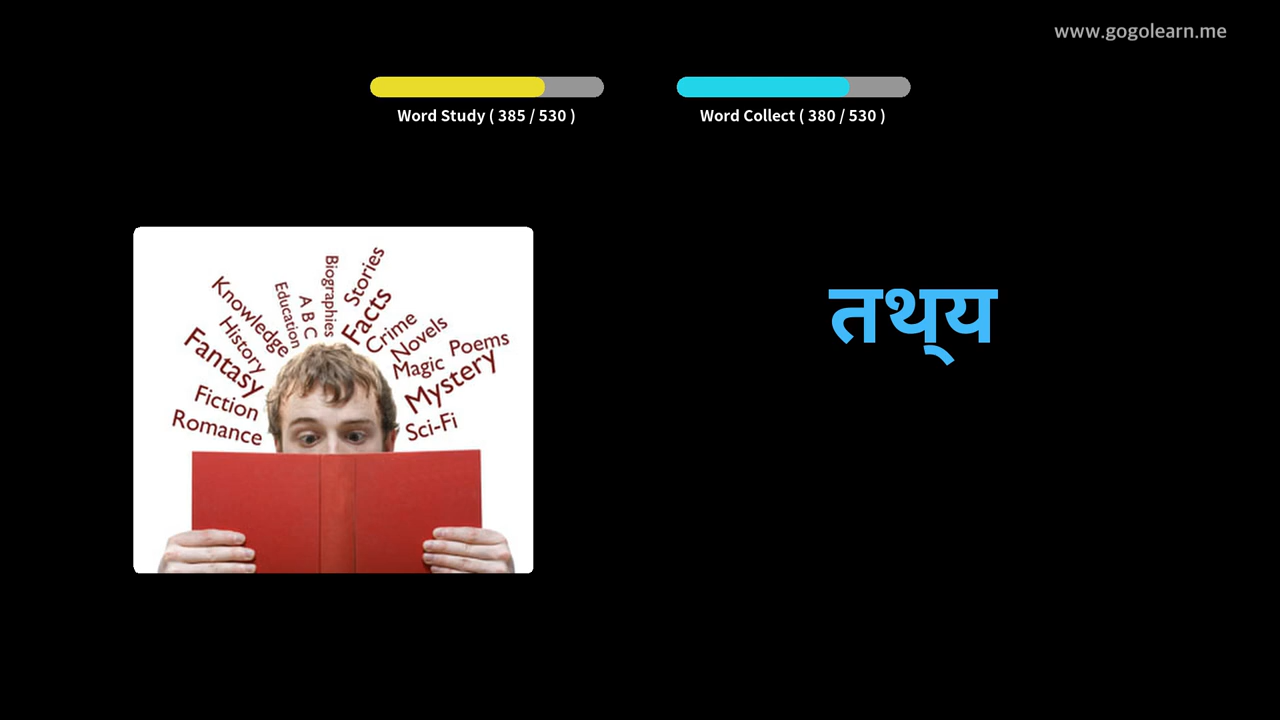 www.gogolearn.me
Word Study ( 385 / 530 )
Word Collect ( 380 / 530 )
तथ्‌य
Biographies
Stories
Education
A B C
Facts
Knowledge
History
Crime
Novels
Poems
Fantasy
Magic
Mystery
Fiction
Romance
Sci-Fi